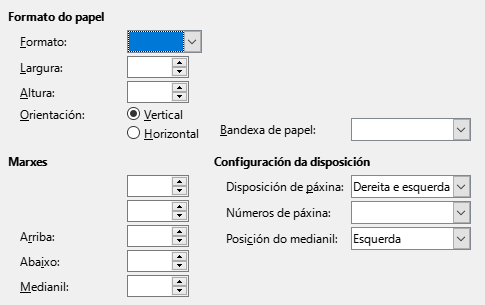 Formato do papel
Formato:
Largura:
Altura:
Orientación: Vertical
Horizontal Bandexa de papel:
Marxes Configuración da disposición
Disposición de páxina: Dereita e esquerda
Números de páxina:
Arriba: Posición do medianil: Esquerda
Abaixo:
Medianil: